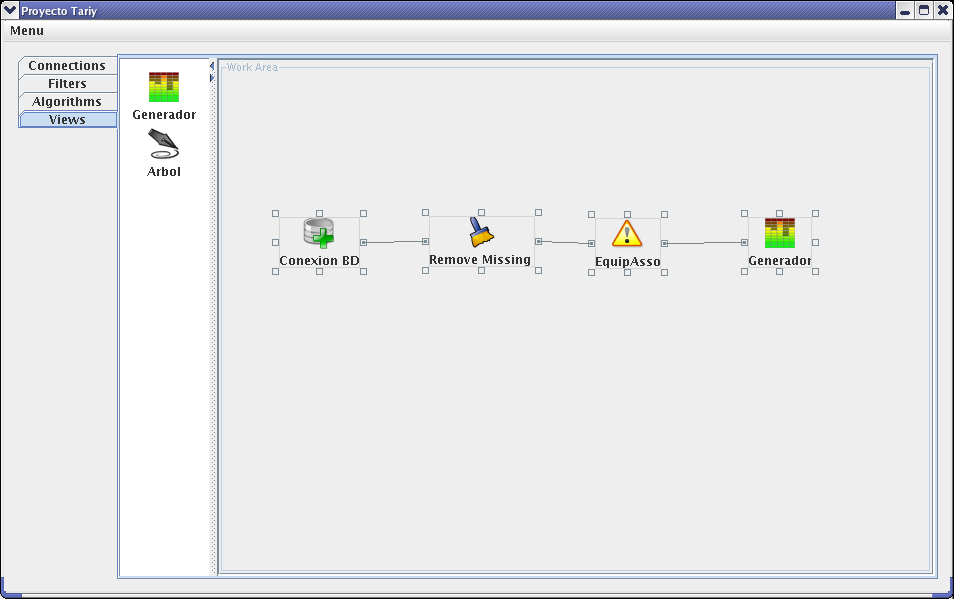 Proyecto Tariy
Menu
Connections
Filters
Algorithms
Views
Generador
Arbol
Work Area
Conexion BD
Remove Missing
EquipAsso
Generador